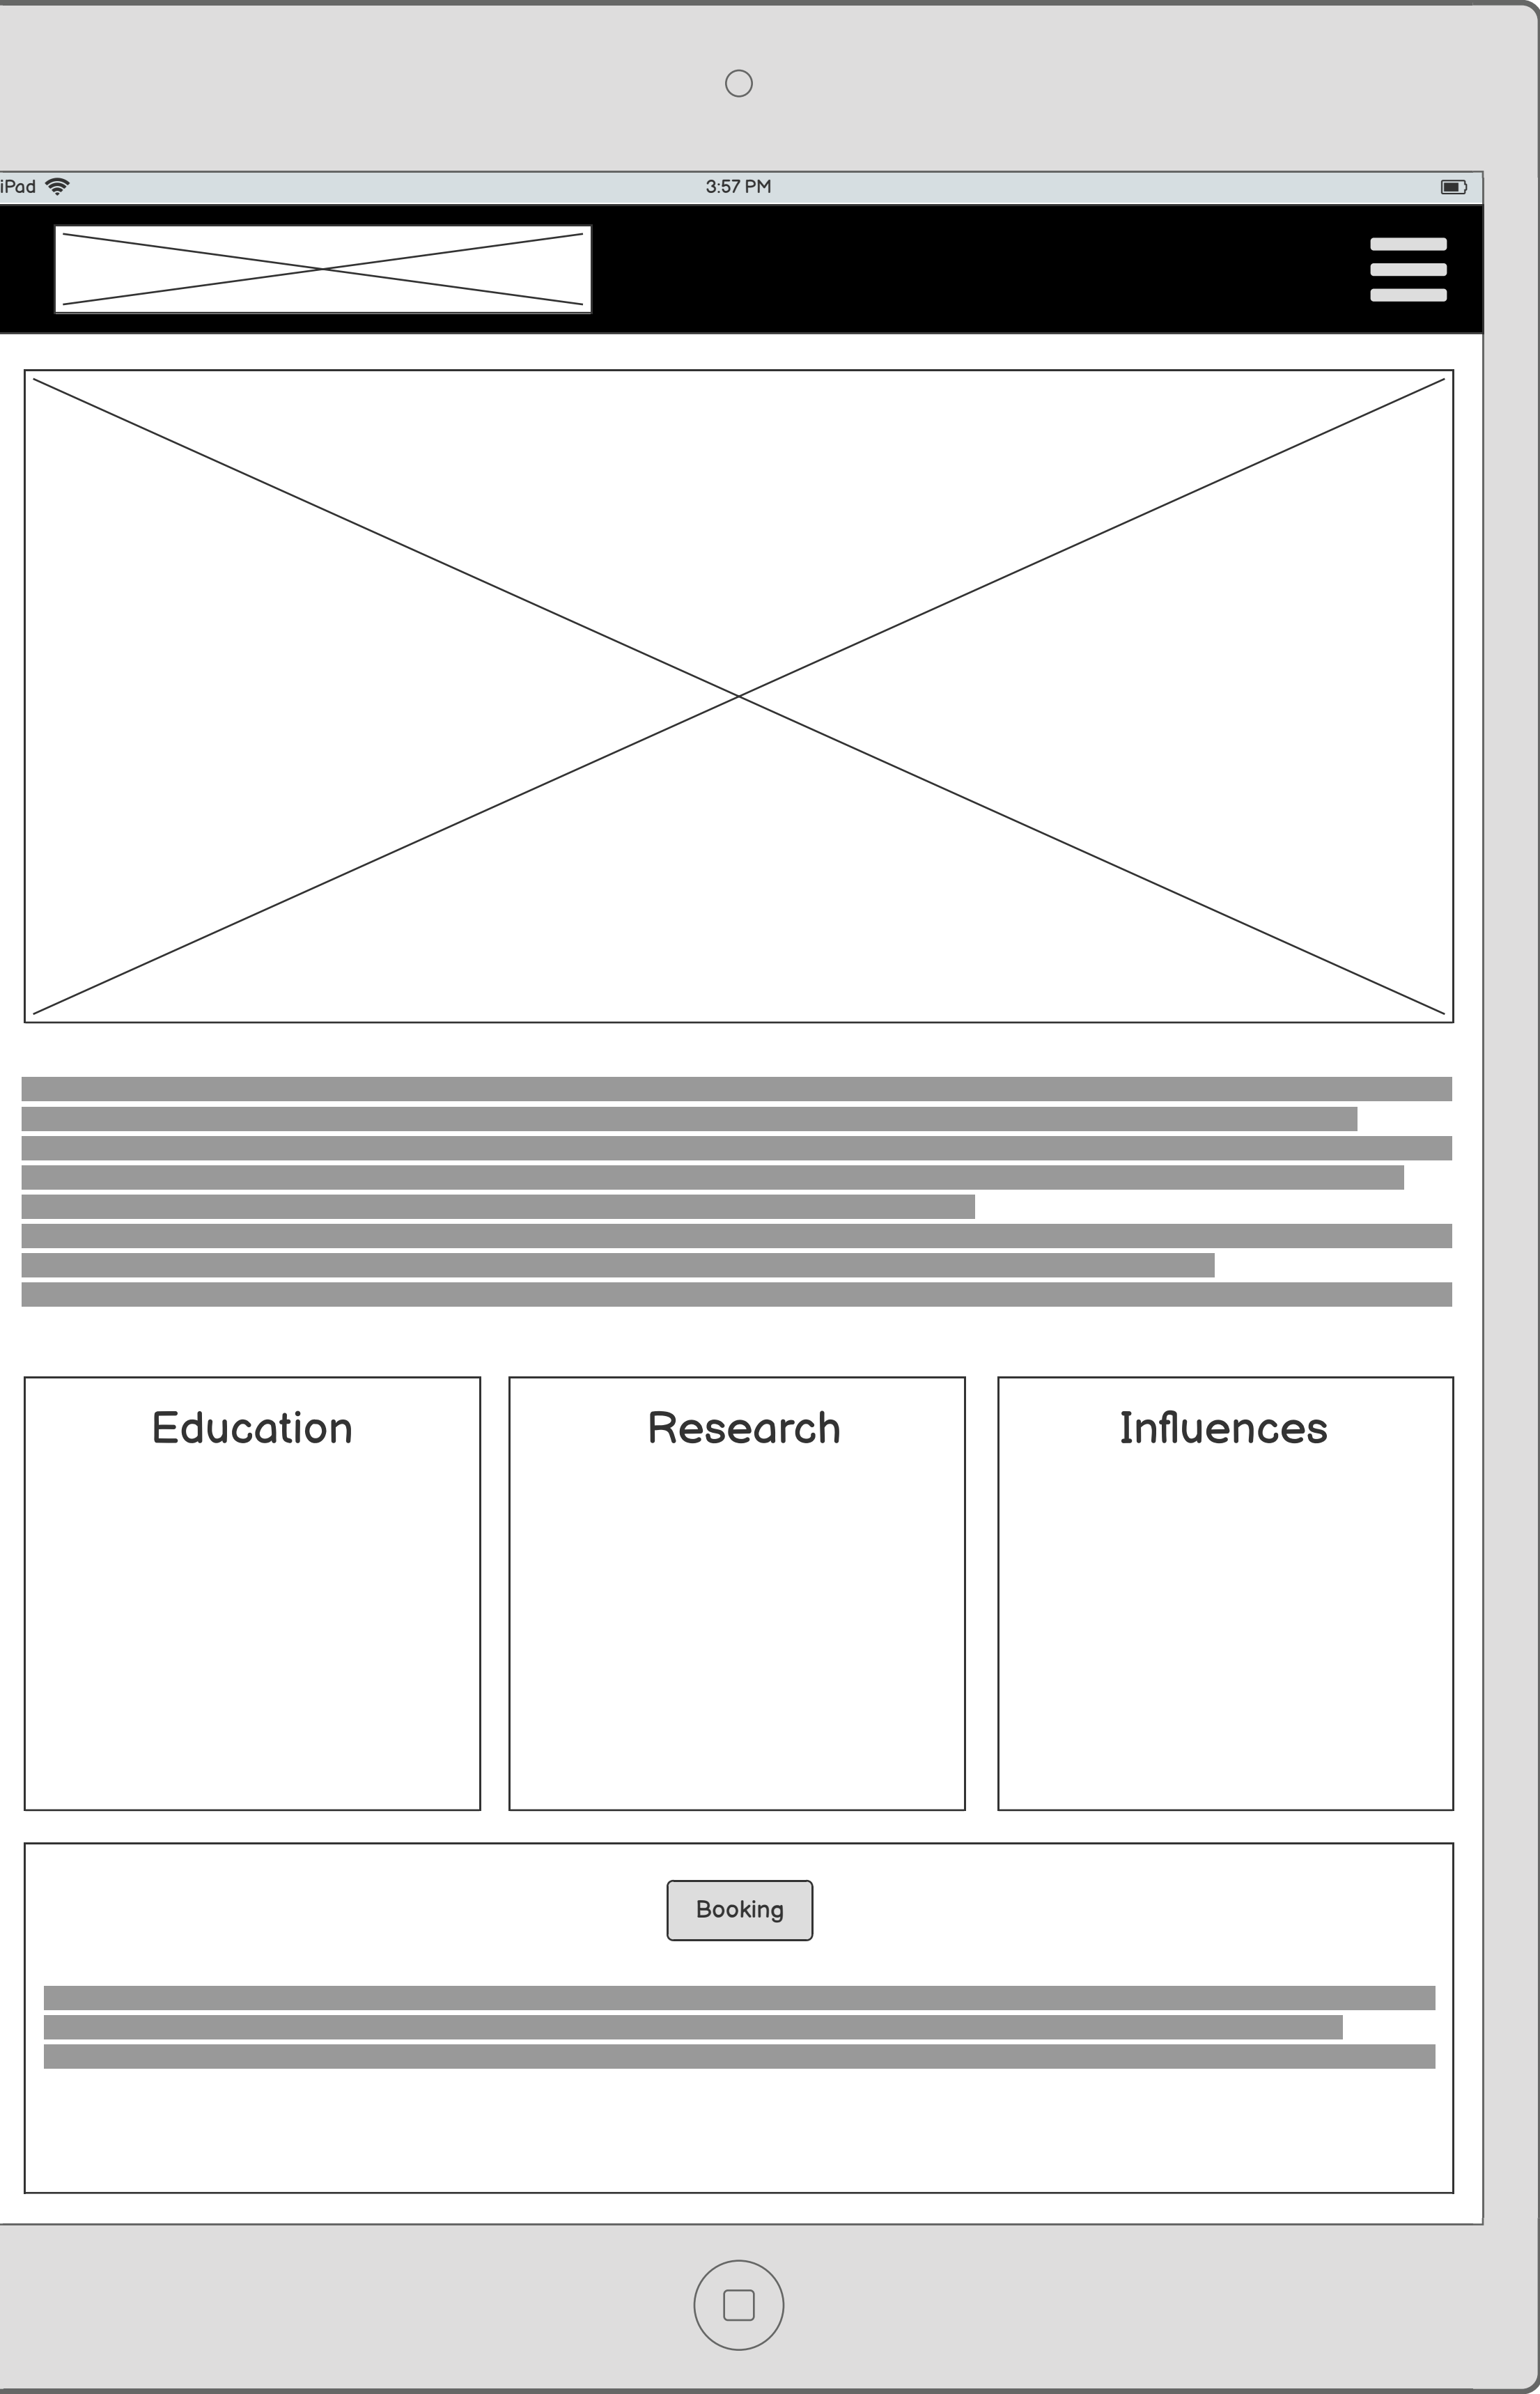 iPad
3:57 PM
Education
Research
Influences
Booking